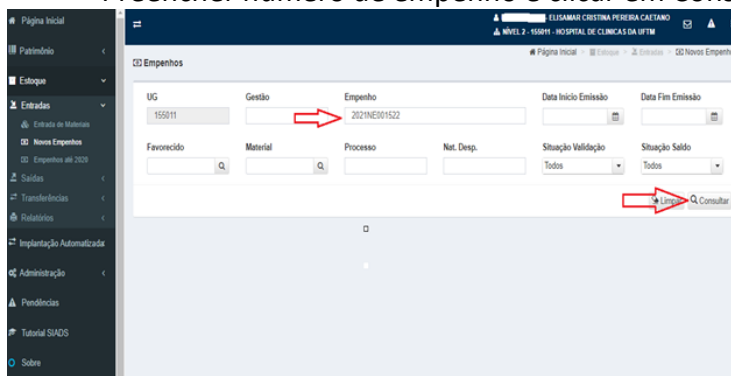 Preencher número de empenho e clicar em Cons
Página Inicial
Patrimônio
Estoque
Entradas
Entrada de Materiais
Novos Empenhos
Empenhos até 2020
Saídas
Transferências
Relatórios
Implantação Automatizada
Administração
Pendências
Tutorial SIADS
Sobre
- ELISAMAR CRISTINA PEREIRA CAETANO
NÍVEL 2 - 155011 - HOSPITAL DE CLINICAS DA UFTM
Página Inicial > Estoque > Entradas > Novos Empenh
Empenhos
UG Gestão Empenho Data Início Emissão Data Fim Emissão
155011 2021NE001522
Favorecido Material Processo Nat. Desp. Situação Validação Situação Saldo
Todos Todos
Limpar Consultar